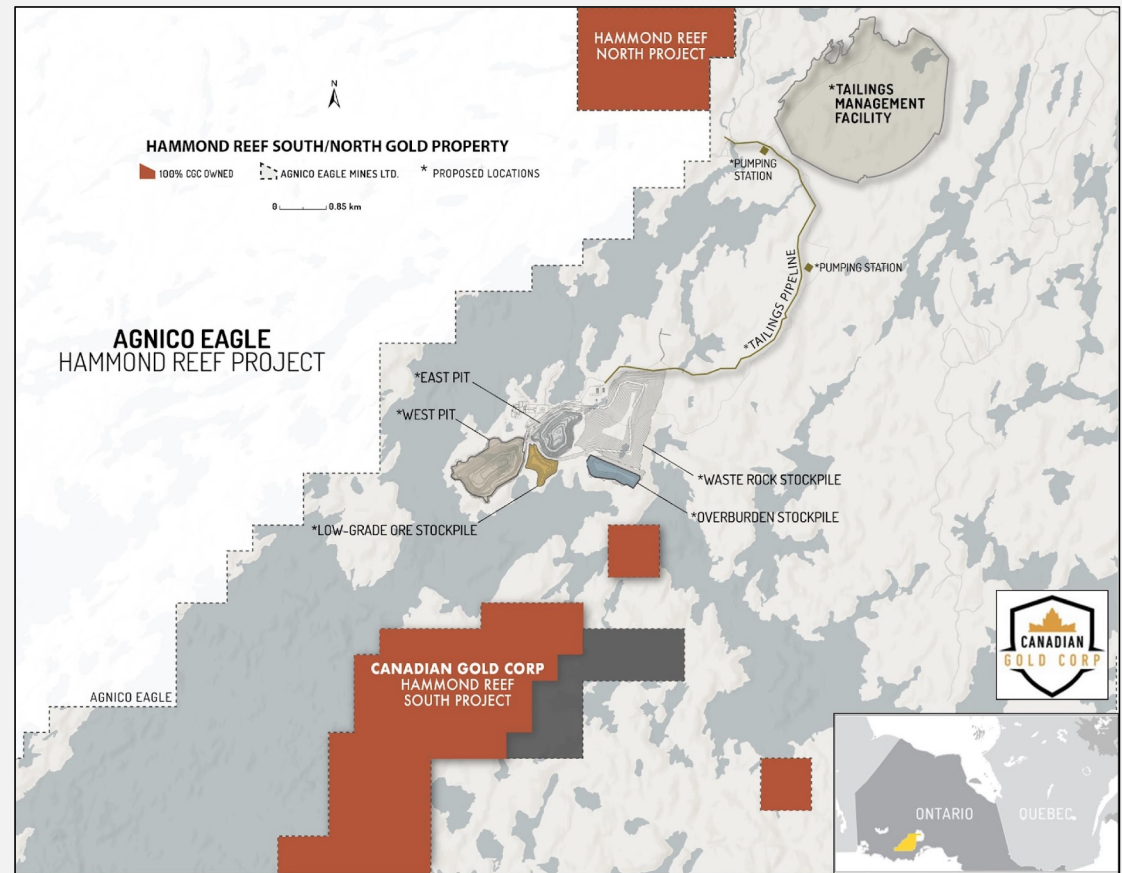 HAMMOND REEF
NORTH PROJECT
*TAILINGS
MANAGEMENT
FACILITY
N
HAMMOND REEF SOUTH/NORTH GOLD PROPERTY
100% CGC OWNED
AGNICO EAGLE MINES LTD.
* PROPOSED LOCATIONS
0 0.85 km
*PUMPING
STATION
*PUMPING STATION
*TAILINGS PIPELINE
AGNICO EAGLE
HAMMOND REEF PROJECT
*EAST PIT
*WEST PIT
*WASTE ROCK STOCKPILE
*OVERBURDEN STOCKPILE
*LOW-GRADE ORE STOCKPILE
CANADIAN GOLD CORP
HAMMOND REEF
SOUTH PROJECT
AGNICO EAGLE
CANADIAN
GOLD CORP
ONTARIO
QUEBEC